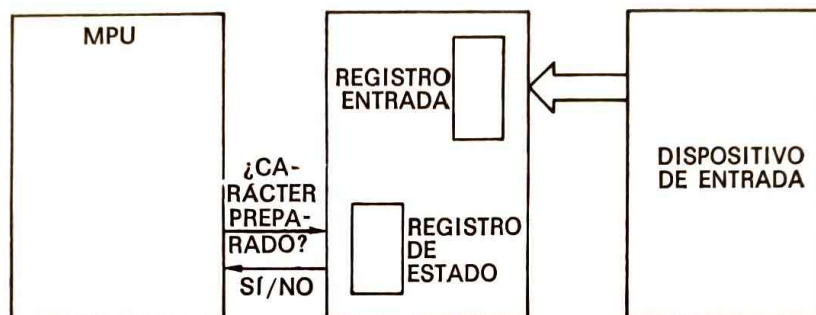 MPU
¿CA-
RÁCTER
PREPA-
RADO?
SÍ/NO
REGISTRO
ENTRADA
REGISTRO
DE
ESTADO
DISPOSITIVO
DE ENTRADA